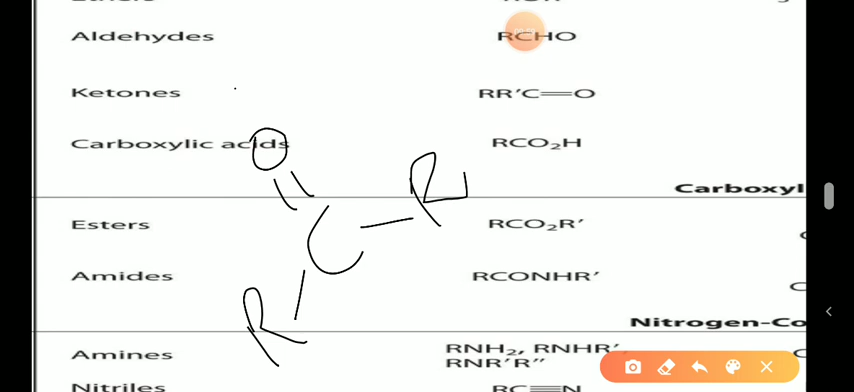 Aldehydes RCHO
Ketones RR′C=O
Carboxylic acids RCO₂H
O
C R
R
Carboxyl
Esters RCO₂R′
Amides RCONHR′
Nitrogen-Co
Amines RNH₂, RNHR′,
RNR′R″
Nitriles RC≡N